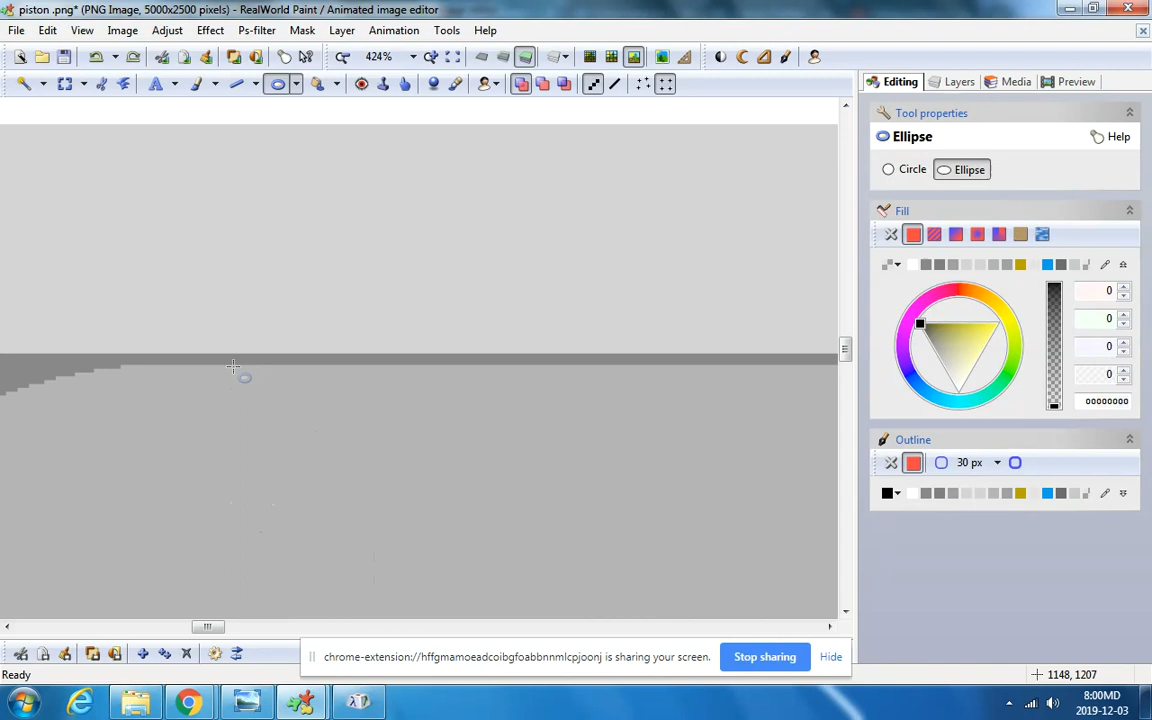 piston .png* (PNG Image, 5000x2500 pixels) - RealWorld Paint / Animated image editor
File Edit View Image Adjust Effect Ps-filter Mask Layer Animation Tools Help
424%
Editing Layers Media Preview
Tool properties
Ellipse Help
Circle Ellipse
Fill
0
0
0
0
00000000
Outline
30 px
chrome-extension://hffgmamoeadcoibgfoabbnnmlcpjoonj is sharing your screen. Stop sharing Hide
Ready 1148, 1207
8:00MD
2019-12-03